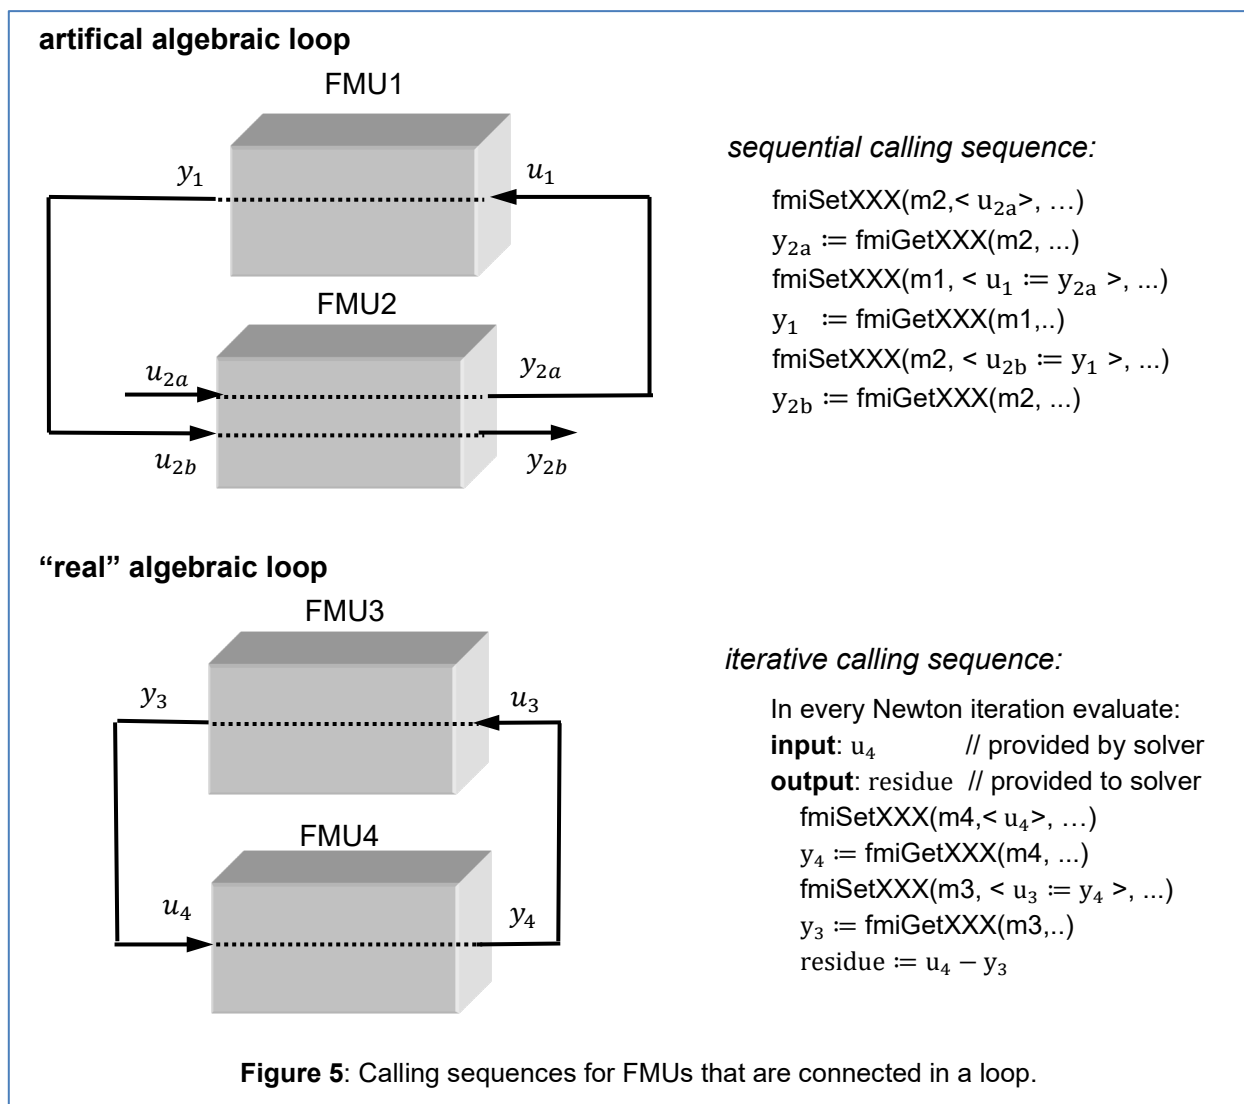 artifical algebraic loop
FMU1
y₁
u₁
FMU2
u₂ₐ
y₂ₐ
u₂b
y₂b
sequential calling sequence:
fmiSetXXX(m2,< u₂ₐ>, …)
y₂ₐ ≔ fmiGetXXX(m2, ...)
fmiSetXXX(m1, < u₁ ≔ y₂ₐ >, ...)
y₁ ≔ fmiGetXXX(m1,..)
fmiSetXXX(m2, < u₂b ≔ y₁ >, ...)
y₂b ≔ fmiGetXXX(m2, ...)
“real” algebraic loop
FMU3
y₃
u₃
FMU4
u₄
y₄
iterative calling sequence:
In every Newton iteration evaluate:
input: u₄ // provided by solver
output: residue // provided to solver
fmiSetXXX(m4,< u₄>, …)
y₄ ≔ fmiGetXXX(m4, ...)
fmiSetXXX(m3, < u₃ ≔ y₄ >, ...)
y₃ ≔ fmiGetXXX(m3,..)
residue ≔ u₄ − y₃
Figure 5: Calling sequences for FMUs that are connected in a loop.